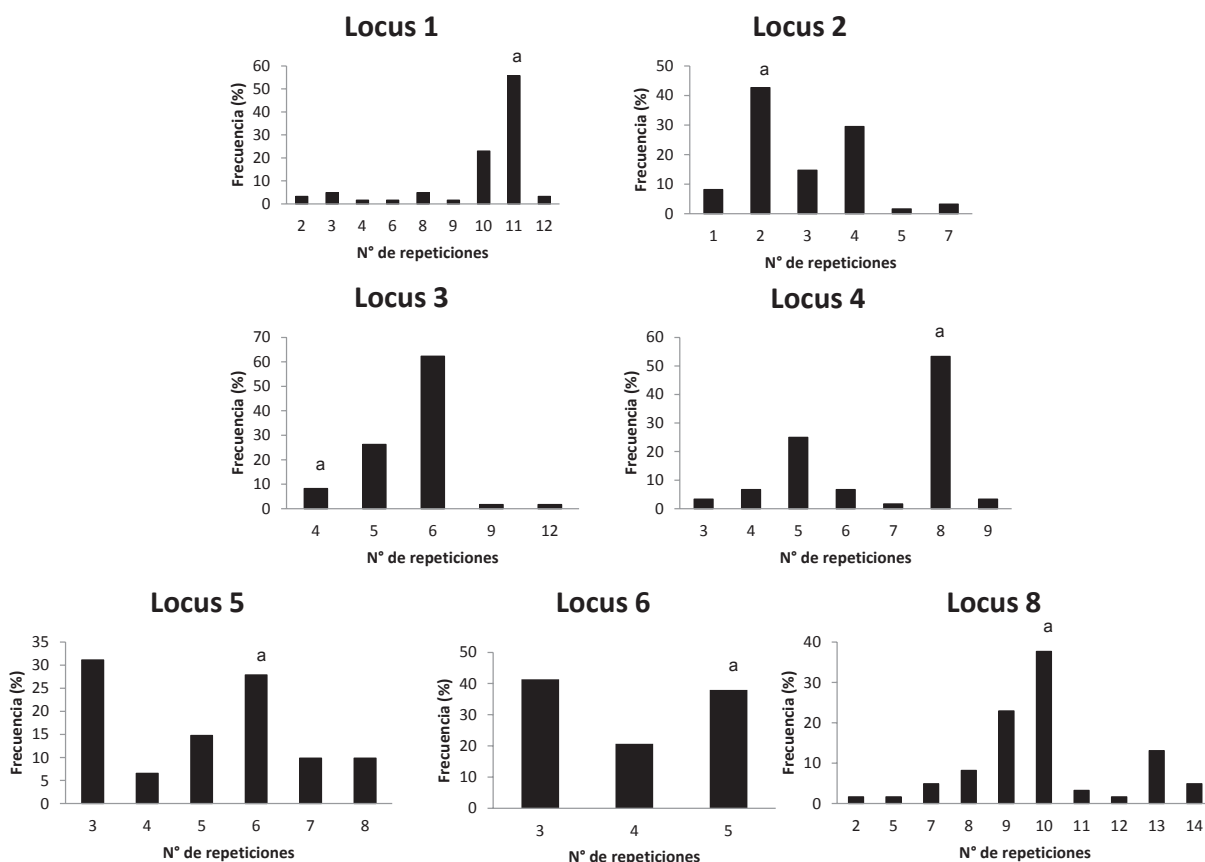 Locus 1
a
60
50
40
30
20
10
0
Frecuencia (%)
2 3 4 6 8 9 10 11 12
N° de repeticiones
Locus 2
a
50
40
30
20
10
0
Frecuencia (%)
1 2 3 4 5 7
N° de repeticiones
Locus 3
70
60
50
40
30
20
10
0
a
Frecuencia (%)
4 5 6 9 12
N° de repeticiones
Locus 4
a
60
50
40
30
20
10
0
Frecuencia (%)
3 4 5 6 7 8 9
N° de repeticiones
Locus 5
35
30
25
20
15
10
5
0
a
Frecuencia (%)
3 4 5 6 7 8
N° de repeticiones
Locus 6
50
40
30
20
10
0
a
Frecuencia (%)
3 4 5
N° de repeticiones
Locus 8
a
40
30
20
10
0
Frecuencia (%)
2 5 7 8 9 10 11 12 13 14
N° de repeticiones